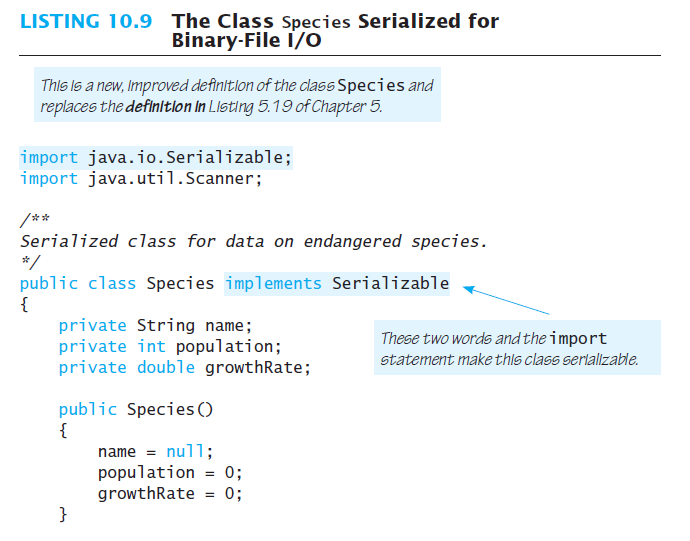 LISTING 10.9 The Class Species Serialized for
Binary-File I/O
This is a new, improved definition of the class Species and
replaces the definition in Listing 5.19 of Chapter 5.
import java.io.Serializable;
import java.util.Scanner;
/**
Serialized class for data on endangered species.
*/
public class Species implements Serializable
{
private String name;
private int population;
private double growthRate;
These two words and the import
statement make this class serializable.
public Species()
{
name = null;
population = 0;
growthRate = 0;
}